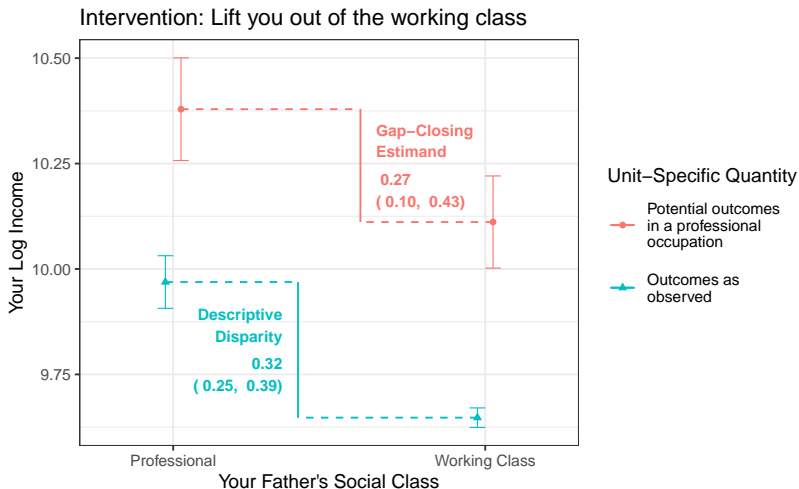 Intervention: Lift you out of the working class
10.50
10.25
10.00
9.75
Your Log Income
Gap−Closing
Estimand
0.27
( 0.10, 0.43)
Descriptive
Disparity
0.32
( 0.25, 0.39)
Professional
Working Class
Your Father's Social Class
Unit−Specific Quantity
Potential outcomes
in a professional
occupation
Outcomes as
observed